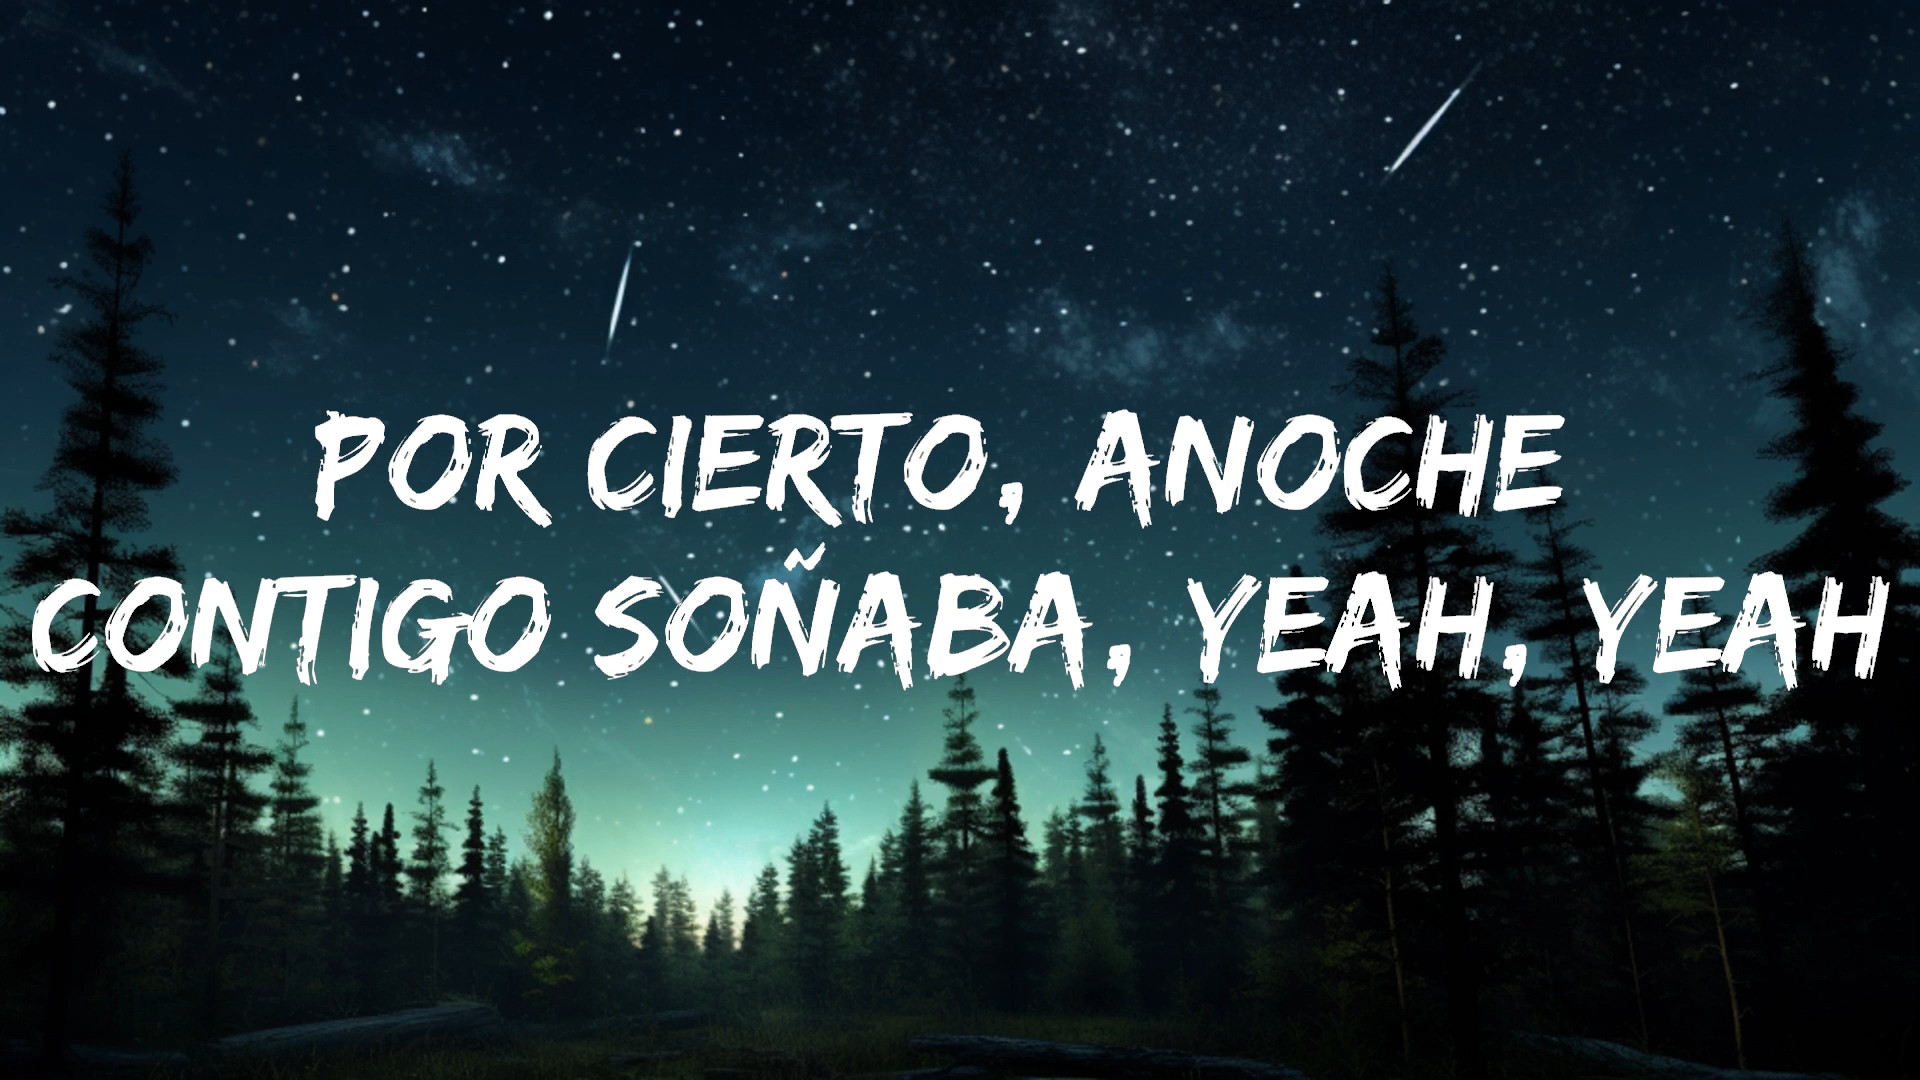 POR CIERTO, ANOCHE
CONTIGO SOÑABA, YEAH, YEAH